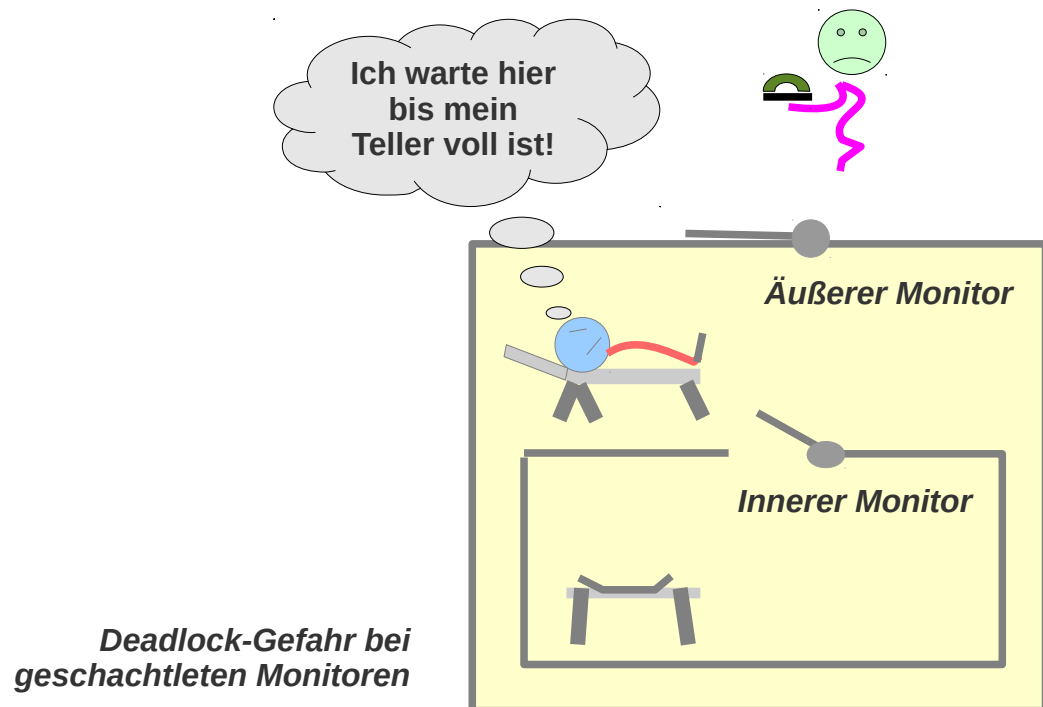 Ich warte hier
bis mein
Teller voll ist!
Äußerer Monitor
Innerer Monitor
Deadlock-Gefahr bei
geschachtleten Monitoren